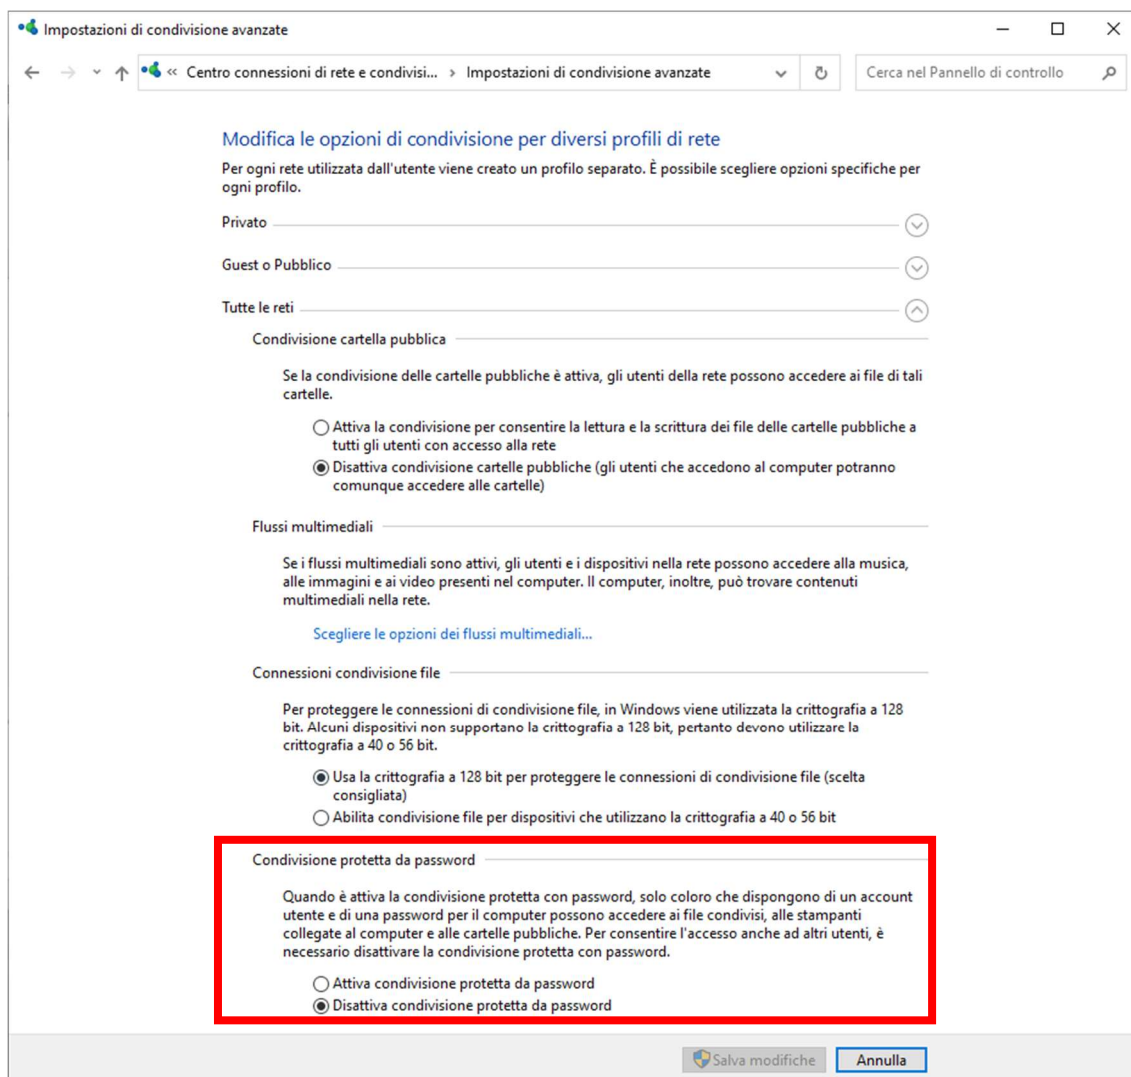 Impostazioni di condivisione avanzate
« Centro connessioni di rete e condivisi... > Impostazioni di condivisione avanzate
Cerca nel Pannello di controllo
Modifica le opzioni di condivisione per diversi profili di rete
Per ogni rete utilizzata dall'utente viene creato un profilo separato. È possibile scegliere opzioni specifiche per
ogni profilo.
Privato
Guest o Pubblico
Tutte le reti
Condivisione cartella pubblica
Se la condivisione delle cartelle pubbliche è attiva, gli utenti della rete possono accedere ai file di tali
cartelle.
Attiva la condivisione per consentire la lettura e la scrittura dei file delle cartelle pubbliche a
tutti gli utenti con accesso alla rete
Disattiva condivisione cartelle pubbliche (gli utenti che accedono al computer potranno
comunque accedere alle cartelle)
Flussi multimediali
Se i flussi multimediali sono attivi, gli utenti e i dispositivi nella rete possono accedere alla musica,
alle immagini e ai video presenti nel computer. Il computer, inoltre, può trovare contenuti
multimediali nella rete.
Scegliere le opzioni dei flussi multimediali...
Connessioni condivisione file
Per proteggere le connessioni di condivisione file, in Windows viene utilizzata la crittografia a 128
bit. Alcuni dispositivi non supportano la crittografia a 128 bit, pertanto devono utilizzare la
crittografia a 40 o 56 bit.
Usa la crittografia a 128 bit per proteggere le connessioni di condivisione file (scelta
consigliata)
Abilita condivisione file per dispositivi che utilizzano la crittografia a 40 o 56 bit
Condivisione protetta da password
Quando è attiva la condivisione protetta con password, solo coloro che dispongono di un account
utente e di una password per il computer possono accedere ai file condivisi, alle stampanti
collegate al computer e alle cartelle pubbliche. Per consentire l'accesso anche ad altri utenti, è
necessario disattivare la condivisione protetta con password.
Attiva condivisione protetta da password
Disattiva condivisione protetta da password
Salva modifiche
Annulla